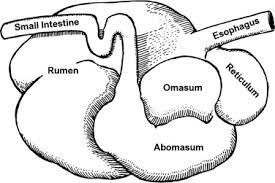 Small Intestine
Esophagus
Rumen
Omasum
Reticulum
Abomasum